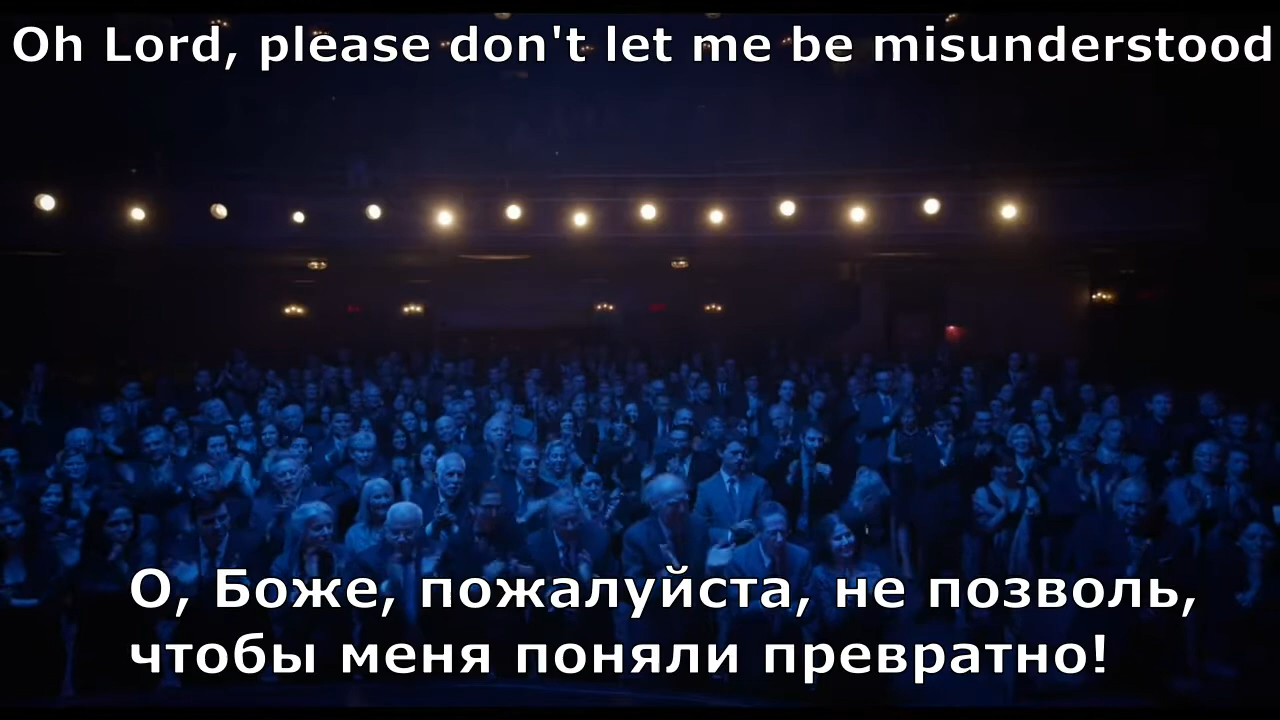 Oh Lord, please don't let me be misunderstood
О, Боже, пожалуйста, не позволь,
чтобы меня поняли превратно!